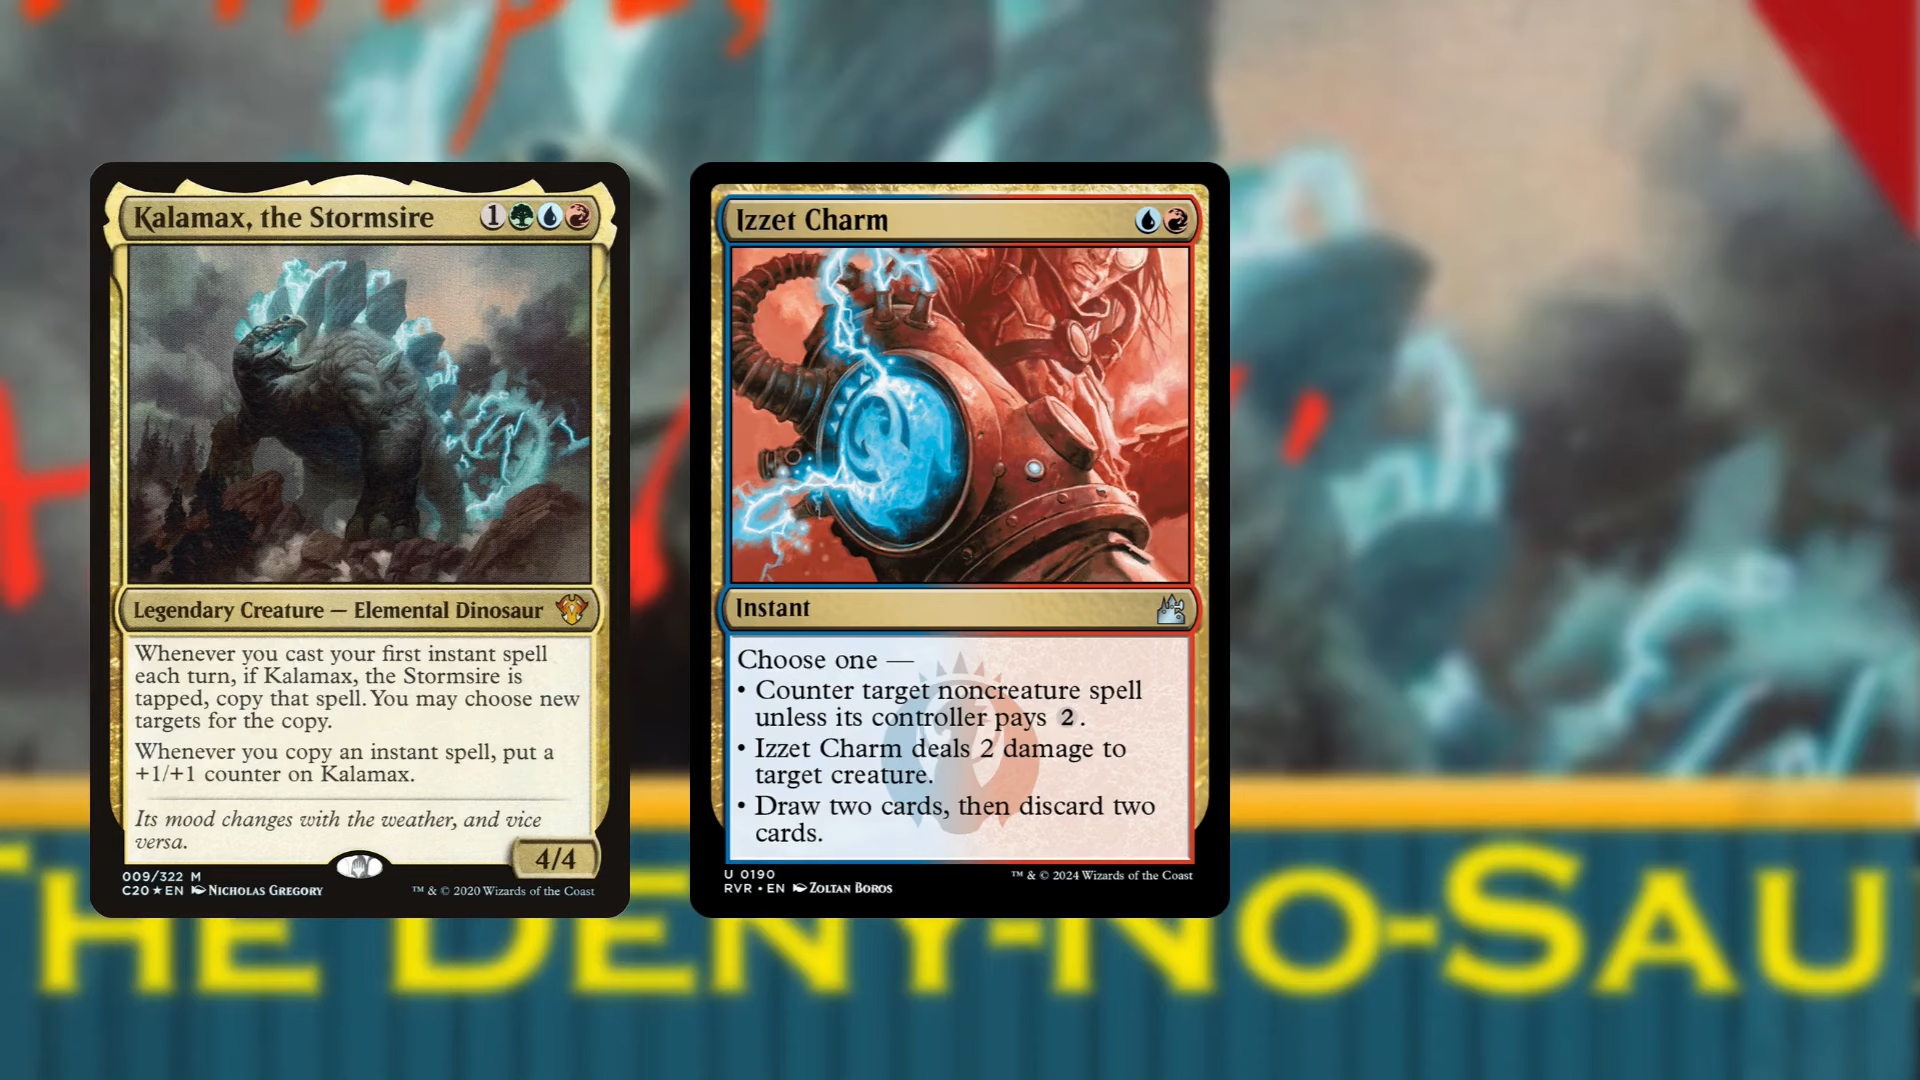 Kalamax, the Stormsire 1
Legendary Creature — Elemental Dinosaur
Whenever you cast your first instant spell
each turn, if Kalamax, the Stormsire is
tapped, copy that spell. You may choose new
targets for the copy.
Whenever you copy an instant spell, put a
+1/+1 counter on Kalamax.
Its mood changes with the weather, and vice
versa.
4/4
009/322 M
C20★EN Nicholas Gregory
™ & © 2020 Wizards of the Coast
Izzet Charm
Instant
Choose one —
• Counter target noncreature spell
unless its controller pays 2.
• Izzet Charm deals 2 damage to
target creature.
• Draw two cards, then discard two
cards.
U 0190
RVR • EN Zoltan Boros
™ & © 2024 Wizards of the Coast
The Deny-No-Sau